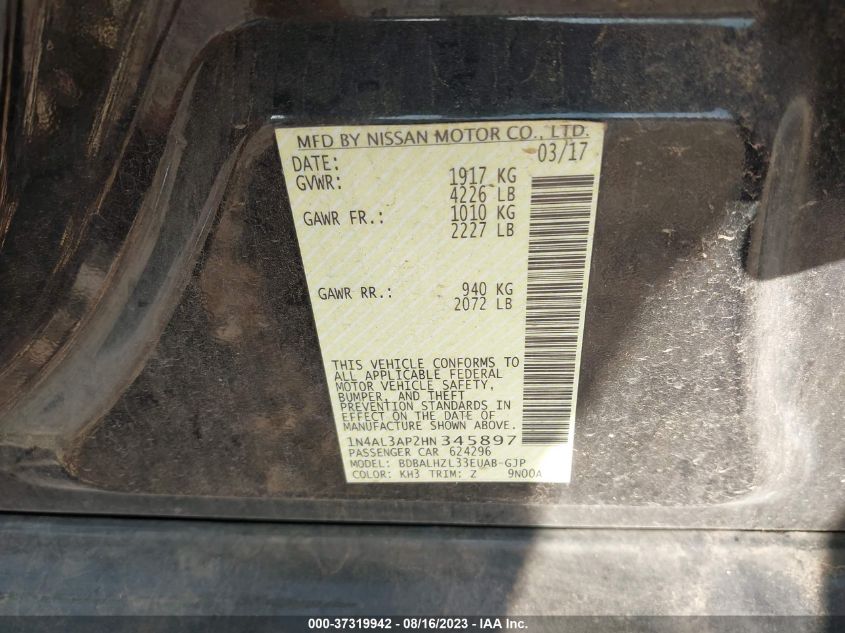 MFD BY NISSAN MOTOR CO., LTD.
DATE: 03/17
GVWR: 1917 KG
4226 LB
GAWR FR.: 1010 KG
2227 LB
GAWR RR.: 940 KG
2072 LB
THIS VEHICLE CONFORMS TO
ALL APPLICABLE FEDERAL
MOTOR VEHICLE SAFETY,
BUMPER, AND THEFT
PREVENTION STANDARDS IN
EFFECT ON THE DATE OF
MANUFACTURE SHOWN ABOVE.
1N4AL3AP2HN345897
PASSENGER CAR 624296
MODEL: BDBALHZL33EUAB-GJP
COLOR: KH3 TRIM: Z 9N00A
000-37319942 - 08/16/2023 - IAA Inc.